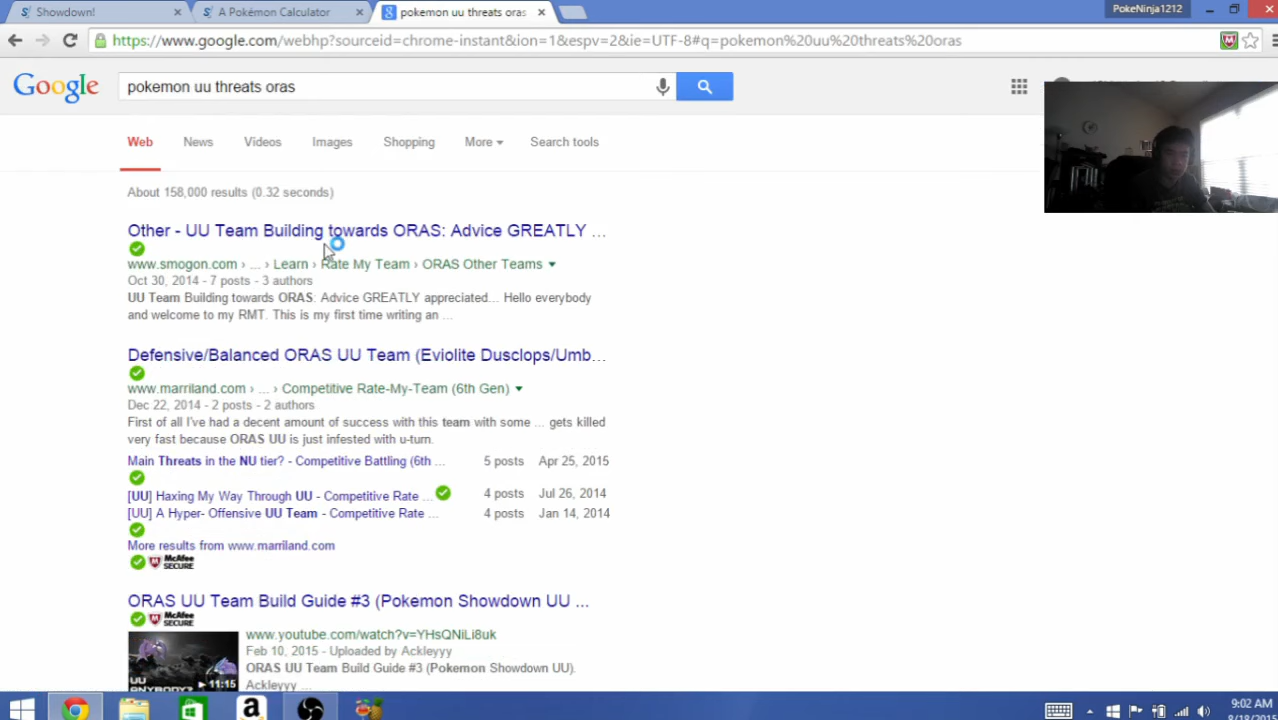 Showdown!
A Pokémon Calculator
pokemon uu threats oras
PokeNinja1212
https://www.google.com/webhp?sourceid=chrome-instant&ion=1&espv=2&ie=UTF-8#q=pokemon%20uu%20threats%20oras
Google
pokemon uu threats oras
Web News Videos Images Shopping More Search tools
About 158,000 results (0.32 seconds)
Other - UU Team Building towards ORAS: Advice GREATLY ...
www.smogon.com › ... › Learn › Rate My Team › ORAS Other Teams
Oct 30, 2014 - 7 posts - 3 authors
UU Team Building towards ORAS: Advice GREATLY appreciated... Hello everybody
and welcome to my RMT. This is my first time writing an ...
Defensive/Balanced ORAS UU Team (Eviolite Dusclops/Umb...
www.marriland.com › ... › Competitive Rate-My-Team (6th Gen)
Dec 22, 2014 - 2 posts - 2 authors
First of all I've had a decent amount of success with this team with some ... gets killed
very fast because ORAS UU is just infested with u-turn.
Main Threats in the NU tier? - Competitive Battling (6th ... 5 posts Apr 25, 2015
[UU] Haxing My Way Through UU - Competitive Rate ... 4 posts Jul 26, 2014
[UU] A Hyper- Offensive UU Team - Competitive Rate ... 4 posts Jan 14, 2014
More results from www.marriland.com
McAfee
SECURE
ORAS UU Team Build Guide #3 (Pokemon Showdown UU ...
McAfee
SECURE
www.youtube.com/watch?v=YHsQNiLi8uk
Feb 10, 2015 - Uploaded by Ackleyyy
ORAS UU Team Build Guide #3 (Pokemon Showdown UU).
Ackleyyy ...
UU
ANYBODY?
11:15
9:02 AM
8/18/2015